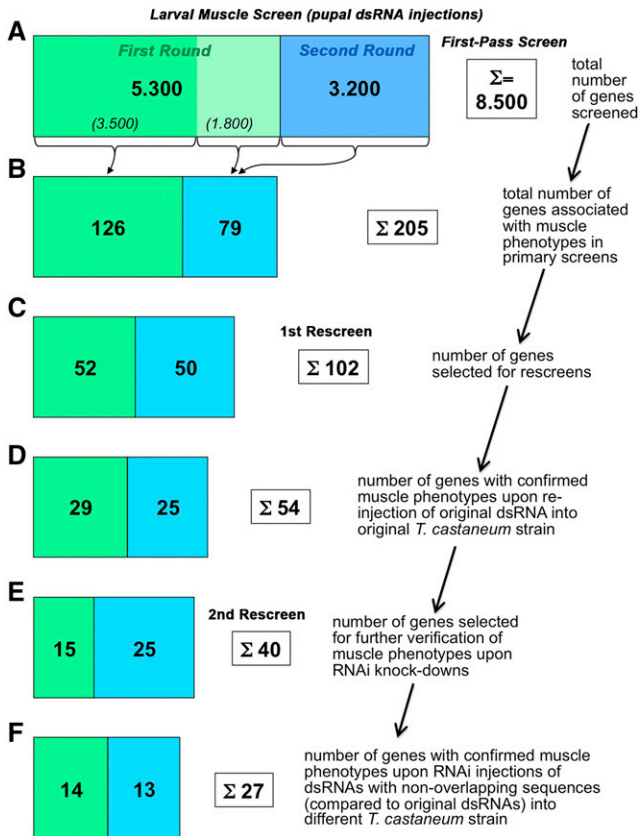 Larval Muscle Screen (pupal dsRNA injections)
A
First Round
Second Round
5.300
3.200
(3.500)
(1.800)
First-Pass Screen
Σ=
8.500
total
number
of genes
screened
B
126
79
Σ 205
total number of
genes associated
with muscle
phenotypes in
primary screens
C
52
50
1st Rescreen
Σ 102
number of genes
selected for rescreens
D
29
25
Σ 54
number of genes with confirmed
muscle phenotypes upon re-
injection of original dsRNA into
original T. castaneum strain
E
15
25
2nd Rescreen
Σ 40
number of genes selected
for further verification of
muscle phenotypes upon
RNAi knock-downs
F
14
13
Σ 27
number of genes with confirmed muscle
phenotypes upon RNAi injections of
dsRNAs with non-overlapping sequences
(compared to original dsRNAs) into
different T. castaneum strain